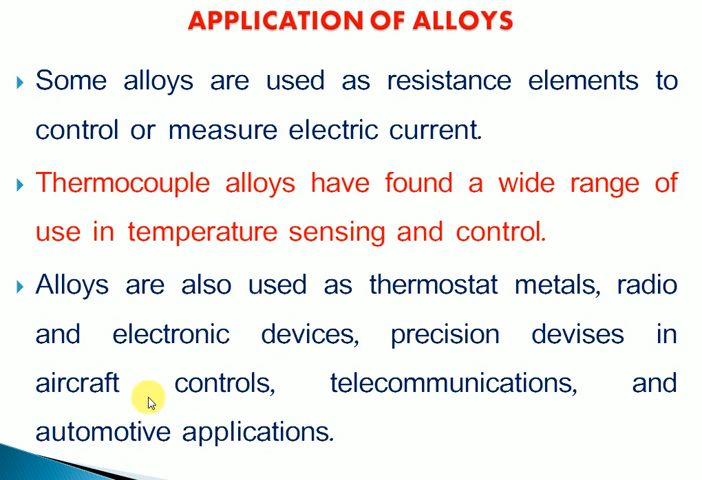 APPLICATION OF ALLOYS
Some alloys are used as resistance elements to
control or measure electric current.
Thermocouple alloys have found a wide range of
use in temperature sensing and control.
Alloys are also used as thermostat metals, radio
and electronic devices, precision devises in
aircraft controls, telecommunications, and
automotive applications.